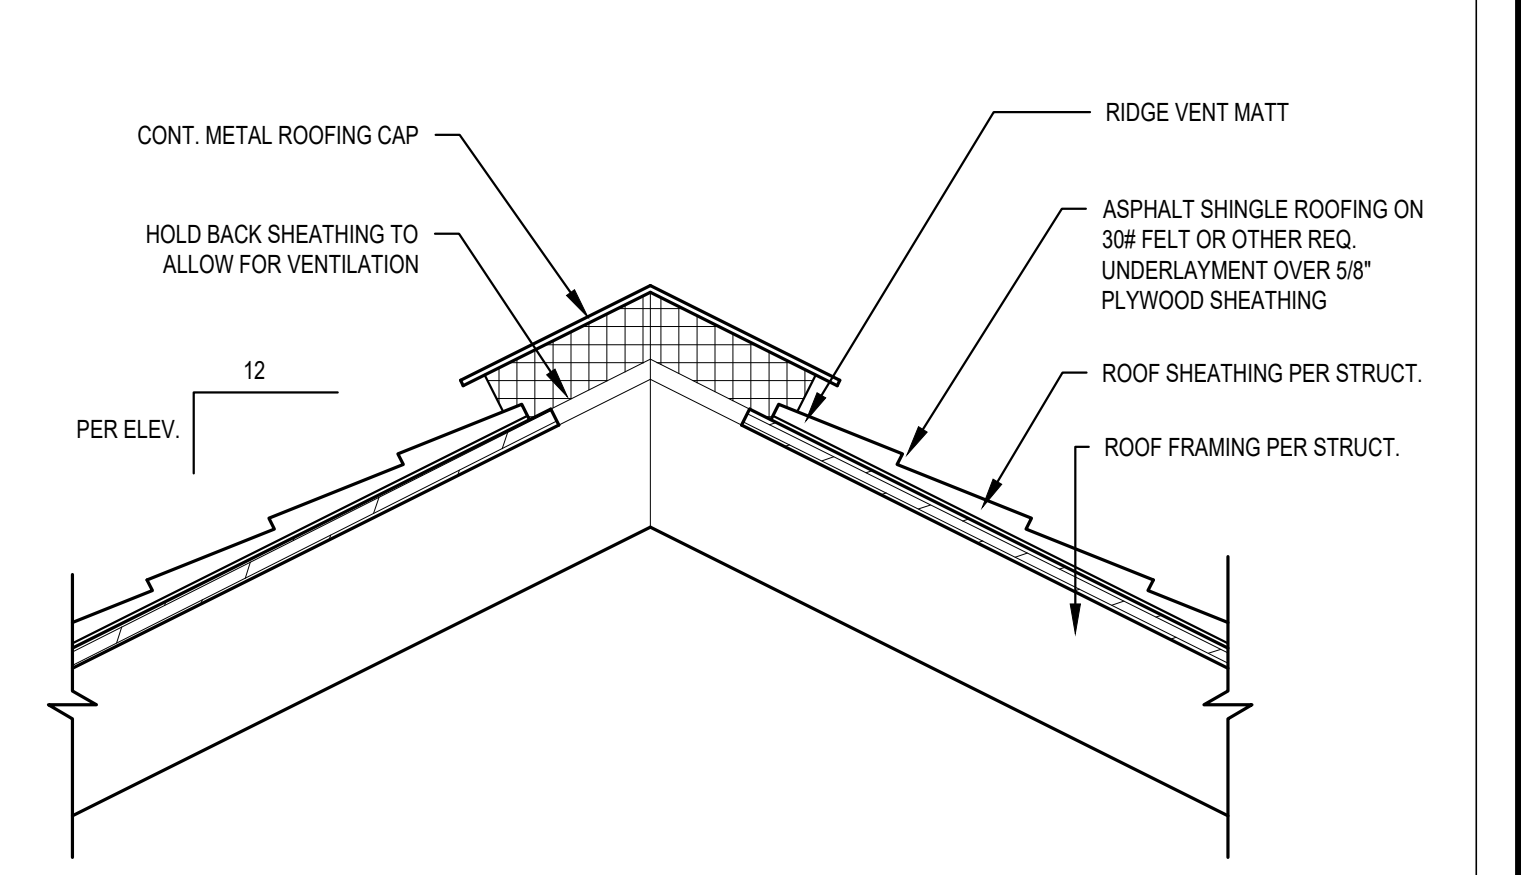 CONT. METAL ROOFING CAP
HOLD BACK SHEATHING TO
ALLOW FOR VENTILATION
12
PER ELEV.
RIDGE VENT MATT
ASPHALT SHINGLE ROOFING ON
30# FELT OR OTHER REQ.
UNDERLAYMENT OVER 5/8"
PLYWOOD SHEATHING
ROOF SHEATHING PER STRUCT.
ROOF FRAMING PER STRUCT.